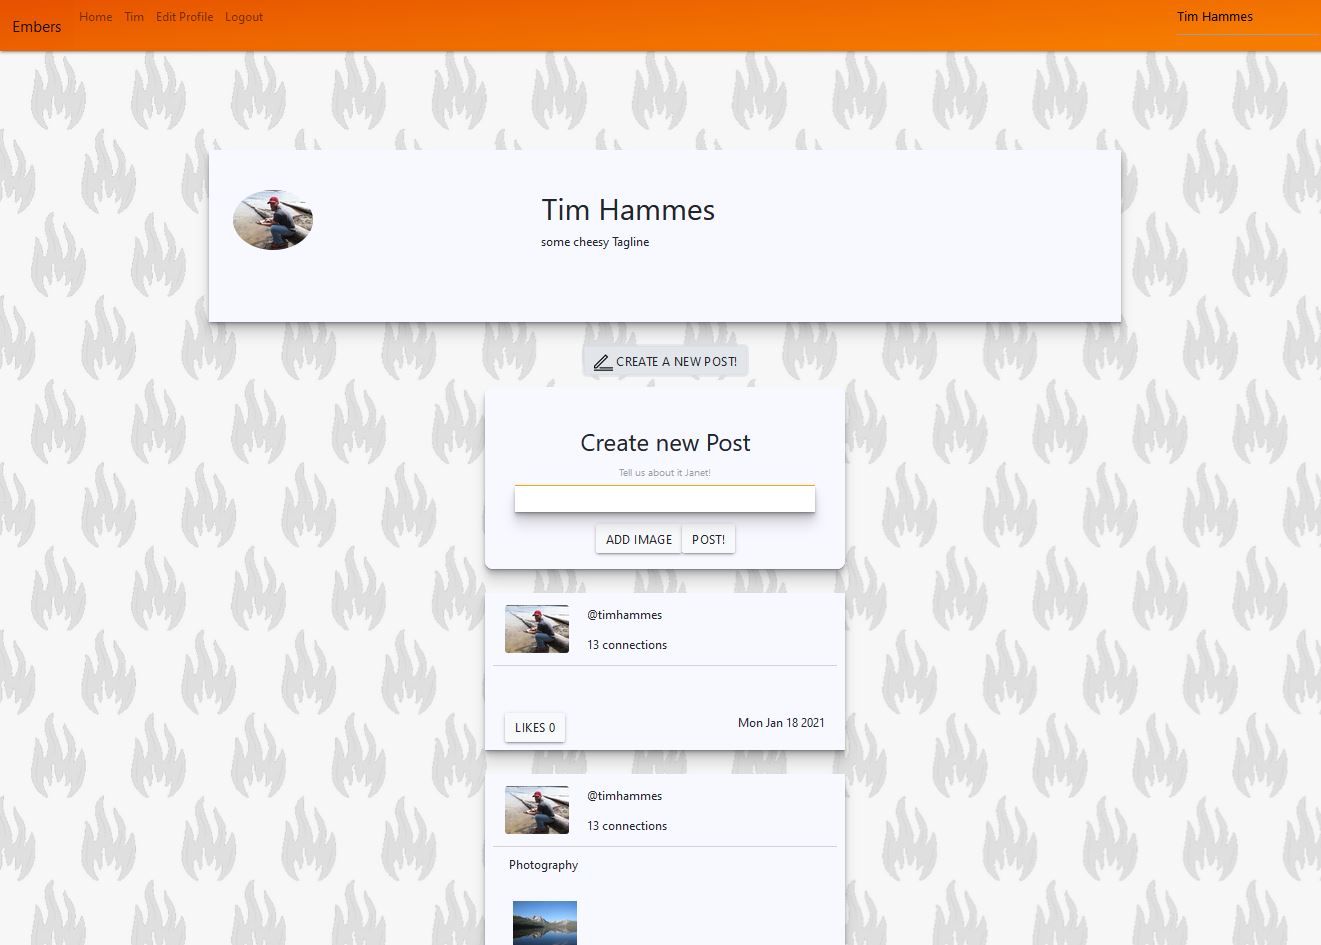 Embers Home Tim Edit Profile Logout Tim Hammes
Tim Hammes
some cheesy Tagline
CREATE A NEW POST!
Create new Post
Tell us about it Janet!
ADD IMAGE POST!
@timhammes
13 connections
LIKES 0 Mon Jan 18 2021
@timhammes
13 connections
Photography